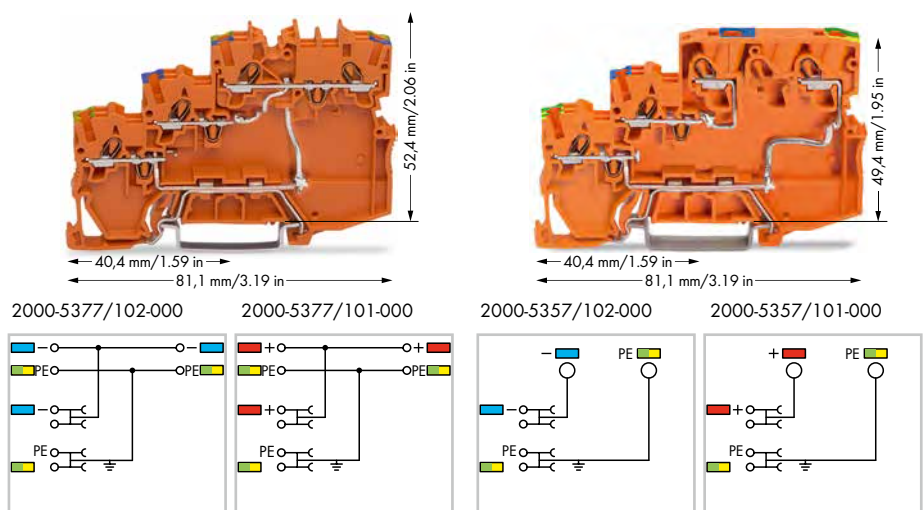 52,4 mm/2.06 in
49,4 mm/1.95 in
40,4 mm/1.59 in
81,1 mm/3.19 in
40,4 mm/1.59 in
81,1 mm/3.19 in
2000-5377/102-000
2000-5377/101-000
2000-5357/102-000
2000-5357/101-000
− −
PE PE
−
PE
+ +
PE PE
+
PE
− PE
−
PE
+ PE
+
PE